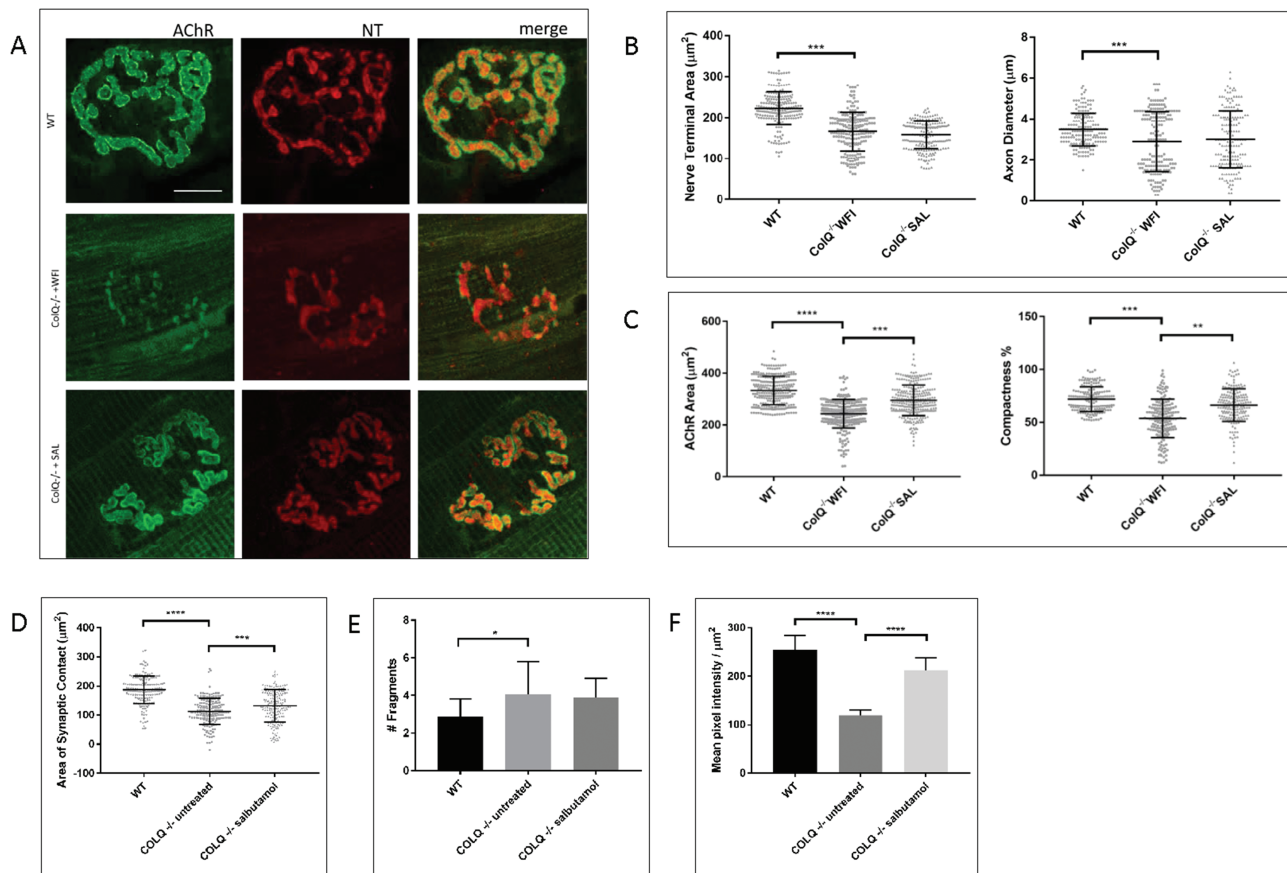 A
AChR
NT
merge
WT
ColQ-/- +WFI
ColQ-/- + SAL
B
Nerve Terminal Area (μm²)
400
300
200
100
0
***
WT
ColQ⁻/⁻ WFI
ColQ⁻/⁻ SAL
Axon Diameter (μm)
8
6
4
2
0
***
WT
ColQ⁻/⁻ WFI
ColQ⁻/⁻ SAL
C
AChR Area (μm²)
600
400
200
0
****
***
WT
ColQ⁻/⁻ WFI
ColQ⁻/⁻ SAL
Compactness %
150
100
50
0
***
**
WT
ColQ⁻/⁻ WFI
ColQ⁻/⁻ SAL
D
Area of Synaptic Contact (μm²)
400
300
200
100
0
-100
****
***
WT
COLQ -/- untreated
COLQ -/- salbutamol
E
# Fragments
8
6
4
2
0
*
WT
COLQ -/- untreated
COLQ -/- salbutamol
F
Mean pixel intensity / μm²
300
200
100
0
****
****
WT
COLQ -/- untreated
COLQ -/- salbutamol